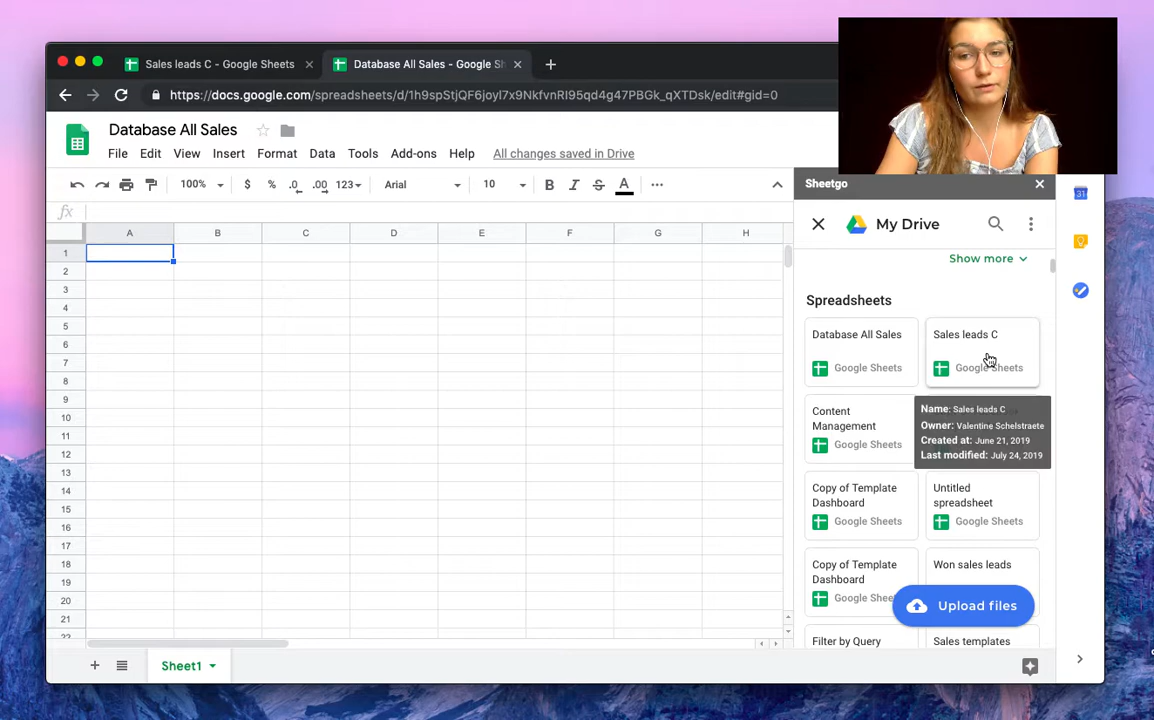 Sales leads C - Google Sheets
Database All Sales - Google Sh
https://docs.google.com/spreadsheets/d/1h9spStjQF6joyI7x9NkfvnRI95qd4g47PBGk_qXTDsk/edit#gid=0
Database All Sales
File Edit View Insert Format Data Tools Add-ons Help All changes saved in Drive
100% $ % .0 .00 123 Arial 10 B I S A
fx
A B C D E F G H
1
2
3
4
5
6
7
8
9
10
11
12
13
14
15
16
17
18
19
20
21
22
Sheet1
Sheetgo
31
My Drive
Show more
Spreadsheets
Database All Sales
Google Sheets
Sales leads C
Google Sheets
Content
Management
Google Sheets
Name: Sales leads C
Owner: Valentine Schelstraete
Created at: June 21, 2019
Last modified: July 24, 2019
Copy of Template
Dashboard
Google Sheets
Untitled
spreadsheet
Google Sheets
Copy of Template
Dashboard
Google Shee
Won sales leads
Upload files
Filter by Query
Sales templates